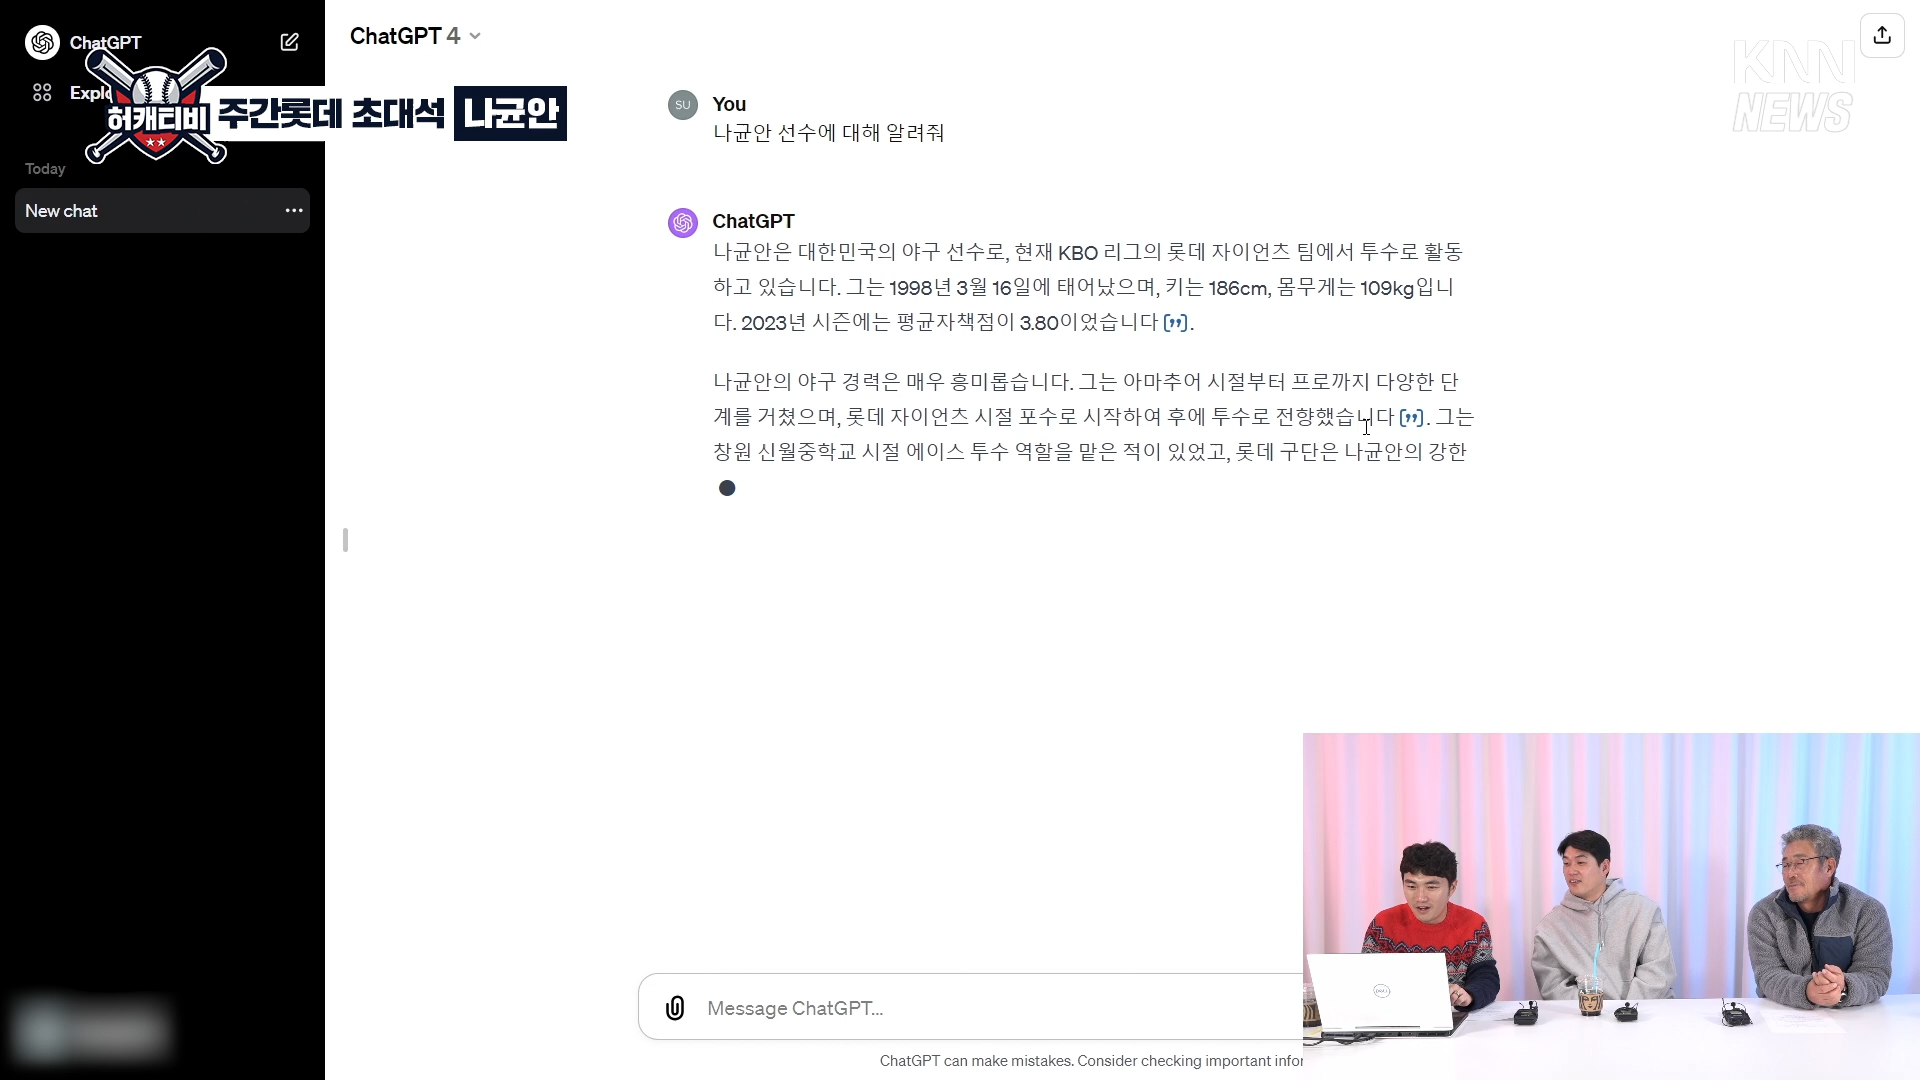 ChatGPT
Explo
허캐티비
주간롯데 초대석 나균안
Today
New chat
ChatGPT 4
KNN
NEWS
SU
You
나균안 선수에 대해 알려줘
ChatGPT
나균안은 대한민국의 야구 선수로, 현재 KBO 리그의 롯데 자이언츠 팀에서 투수로 활동
하고 있습니다. 그는 1998년 3월 16일에 태어났으며, 키는 186cm, 몸무게는 109kg입니
다. 2023년 시즌에는 평균자책점이 3.80이었습니다 [”].
나균안의 야구 경력은 매우 흥미롭습니다. 그는 아마추어 시절부터 프로까지 다양한 단
계를 거쳤으며, 롯데 자이언츠 시절 포수로 시작하여 후에 투수로 전향했습니다 [”]. 그는
창원 신월중학교 시절 에이스 투수 역할을 맡은 적이 있었고, 롯데 구단은 나균안의 강한
Message ChatGPT...
ChatGPT can make mistakes. Consider checking important infor
DELL